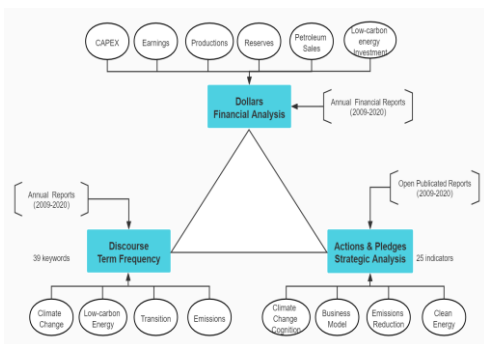 CAPEX
Earnings
Productions
Reserves
Petroleum
Sales
Low-carbon
energy
Investment
Dollars
Financial Analysis
Annual Financial Reports
(2009-2020)
Annual Reports
(2009-2020)
Open Publicated Reports
(2009-2020)
39 keywords
Discourse
Term Frequency
Actions & Pledges
Strategic Analysis
25 indicators
Climate
Change
Low-carbon
Energy
Transition
Emissions
Climate
Change
Cognition
Business
Model
Emissions
Reduction
Clean
Energy